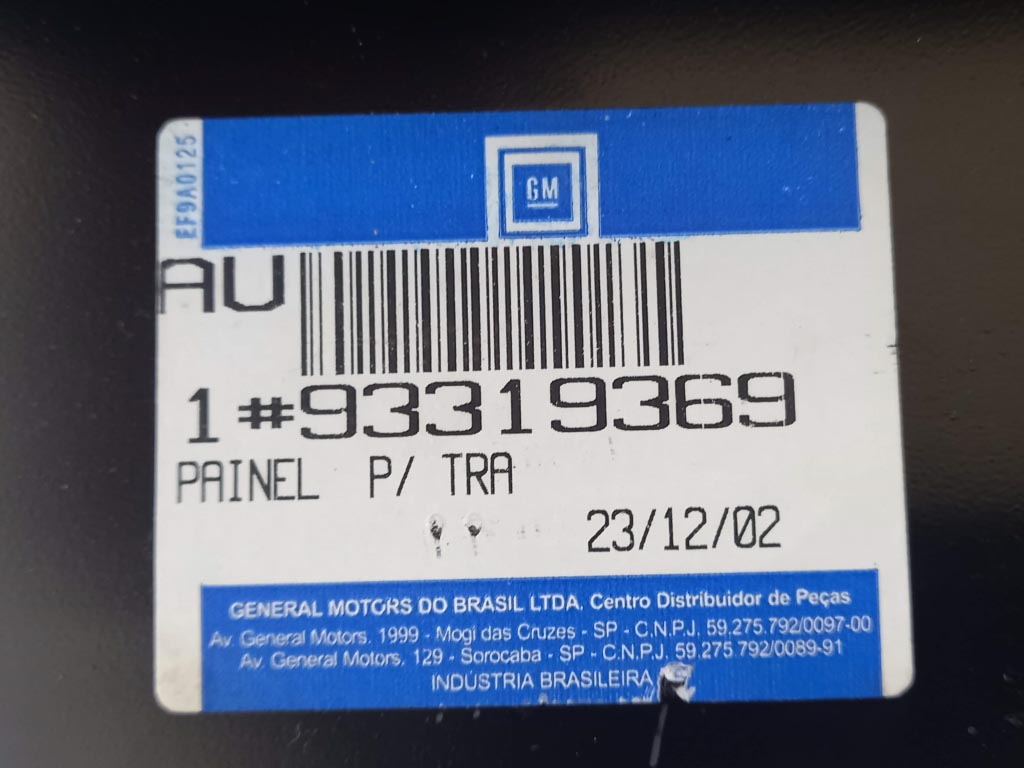 EF9A0125
GM
AV
1 #93319369
PAINEL P/ TRA
23/12/02
GENERAL MOTORS DO BRASIL LTDA. Centro Distribuidor de Peças
Av. General Motors. 1999 - Mogi das Cruzes - SP - C.N.P.J. 59.275.792/0097-00
Av. General Motors. 129 - Sorocaba - SP - C.N.P.J. 59.275.792/0089-91
INDÚSTRIA BRASILEIRA